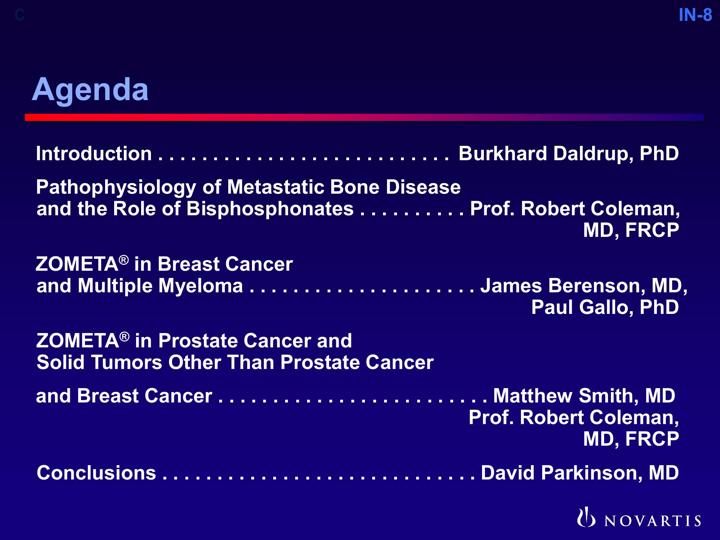 C
IN-8
Agenda
Introduction . . . . . . . . . . . . . . . . . . . . . . . . . . . Burkhard Daldrup, PhD
Pathophysiology of Metastatic Bone Disease
and the Role of Bisphosphonates . . . . . . . . . . Prof. Robert Coleman,
MD, FRCP
ZOMETA® in Breast Cancer
and Multiple Myeloma . . . . . . . . . . . . . . . . . . . . . James Berenson, MD,
Paul Gallo, PhD
ZOMETA® in Prostate Cancer and
Solid Tumors Other Than Prostate Cancer
and Breast Cancer . . . . . . . . . . . . . . . . . . . . . . . . . Matthew Smith, MD
Prof. Robert Coleman,
MD, FRCP
Conclusions . . . . . . . . . . . . . . . . . . . . . . . . . . . . . David Parkinson, MD
NOVARTIS